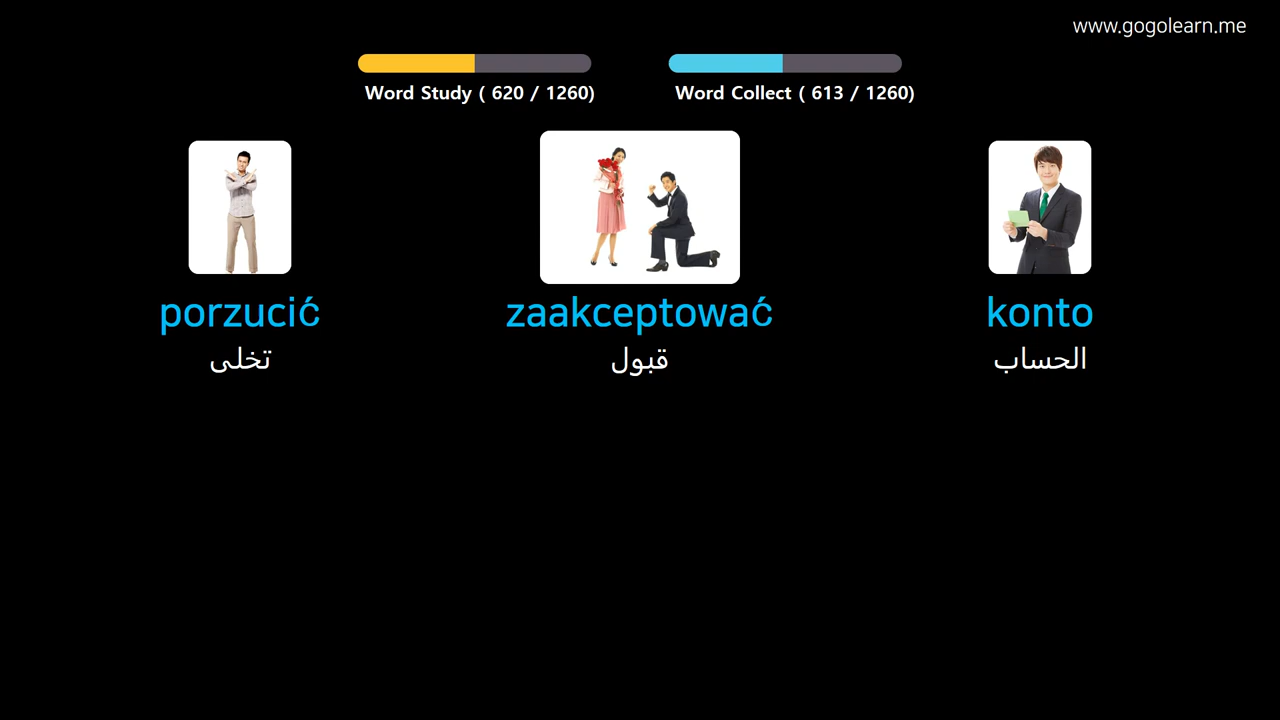 www.gogolearn.me
Word Study ( 620 / 1260)
Word Collect ( 613 / 1260)
porzucić
zaakceptować
konto
تخلى
قبول
الحساب